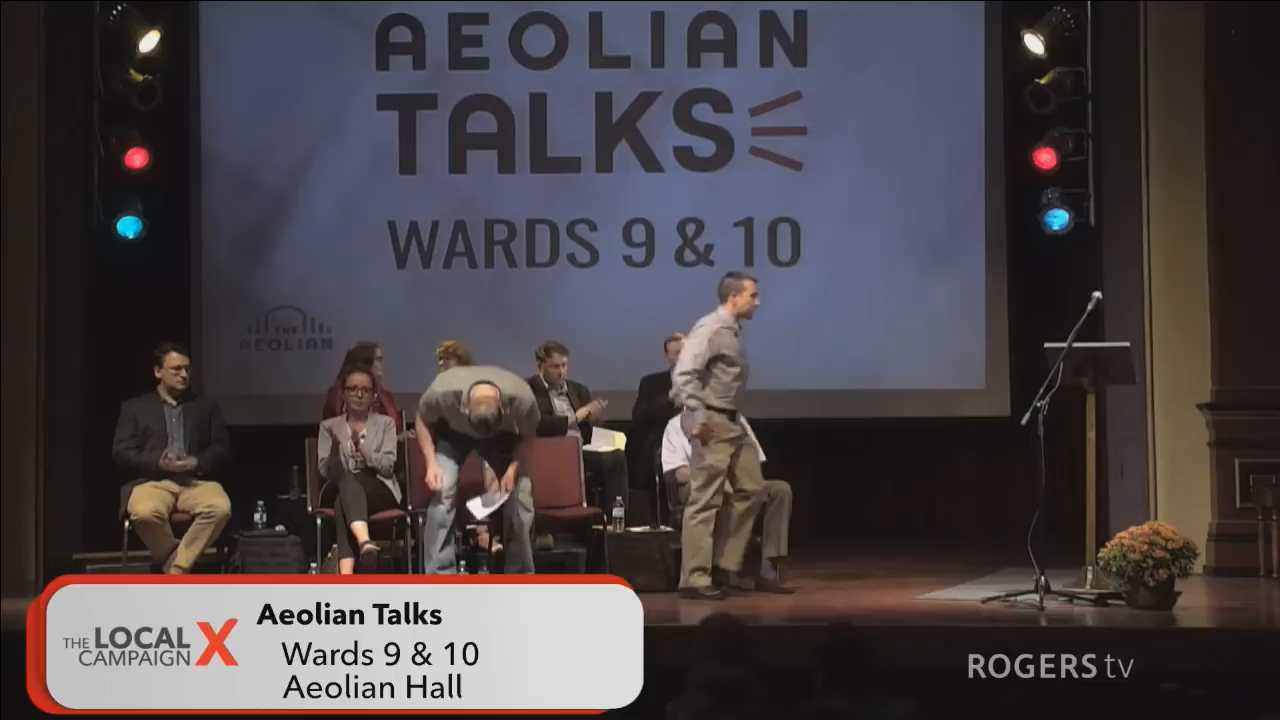 AEOLIAN
TALKS
WARDS 9 & 10
THE
AEOLIAN
Aeolian Talks
THE LOCAL
CAMPAIGN X
Wards 9 & 10
Aeolian Hall
ROGERS tv